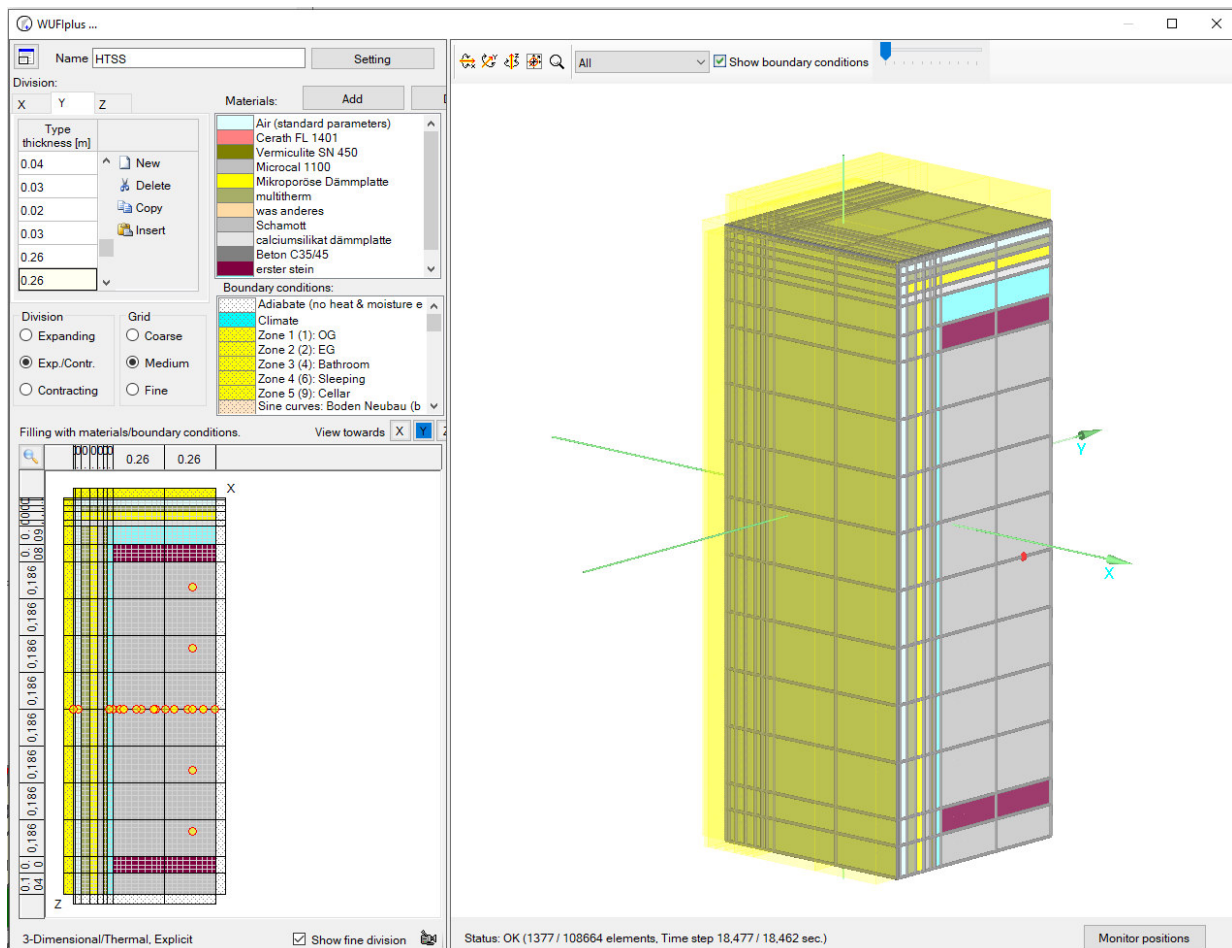 WUFIplus ...
Name HTSS Setting
Division:
X Y Z
Materials: Add
Type
thickness [m]
0.04
0.03
0.02
0.03
0.26
0.26
New
Delete
Copy
Insert
Air (standard parameters)
Cerath FL 1401
Vermiculite SN 450
Microcal 1100
Mikroporöse Dämmplatte
multitherm
was anderes
Schamott
calciumsilikat dämmplatte
Beton C35/45
erster stein
Boundary conditions:
Adiabate (no heat & moisture e
Climate
Zone 1 (1): OG
Zone 2 (2): EG
Zone 3 (4): Bathroom
Zone 4 (6): Sleeping
Zone 5 (9): Cellar
Sine curves: Boden Neubau (b
Division
Expanding
Exp./Contr.
Contracting
Grid
Coarse
Medium
Fine
Filling with materials/boundary conditions. View towards X Y
0.26 0.26
X
0,186
0,186
0,186
0,186
0,186
0,186
0,186
0,186
Z
3-Dimensional/Thermal, Explicit
Show fine division
All
Show boundary conditions
Y
X
Status: OK (1377 / 108664 elements, Time step 18,477 / 18,462 sec.)
Monitor positions